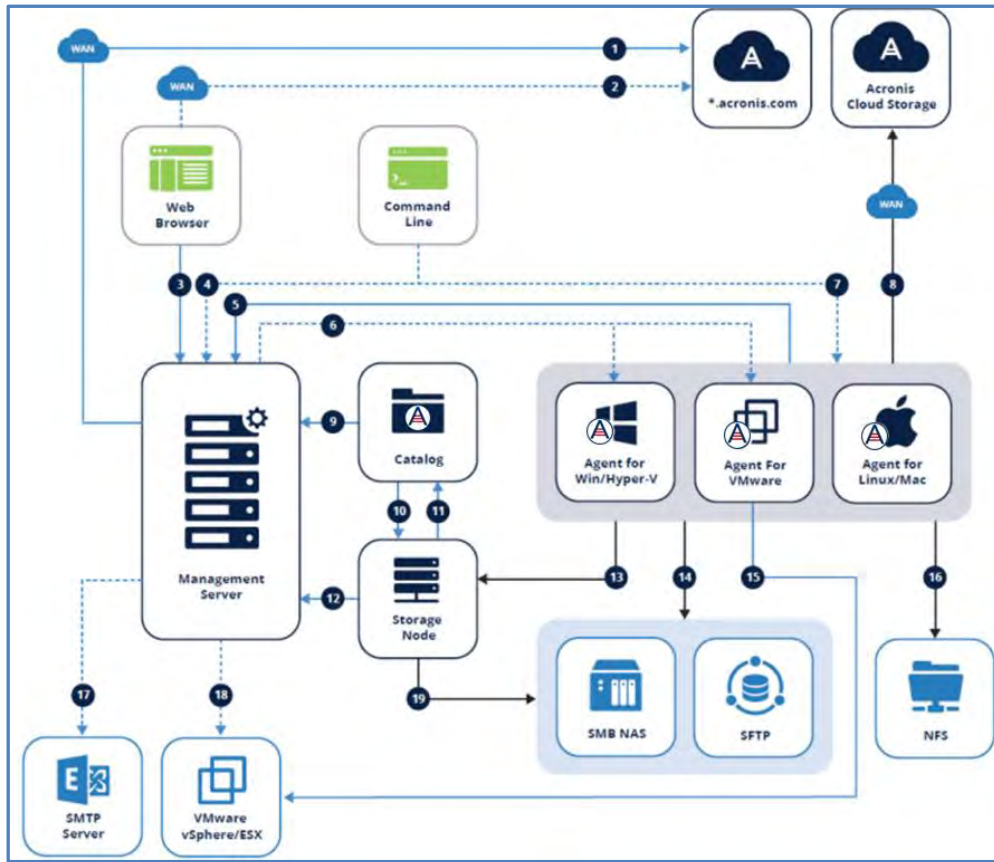 WAN
1
WAN
2
*.acronis.com
Acronis
Cloud Storage
Web
Browser
Command
Line
WAN
3
4
5
6
7
8
9
Catalog
Agent for
Win/Hyper-V
Agent For
VMware
Agent for
Linux/Mac
10
11
Management
Server
12
Storage
Node
13
14
15
16
17
18
19
SMB NAS
SFTP
NFS
SMTP
Server
VMware
vSphere/ESX